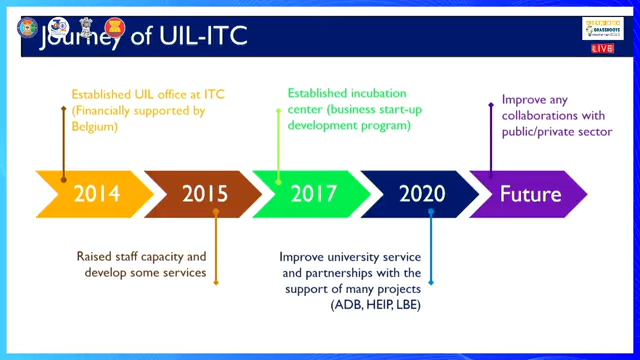 Journey of UIL-ITC
GRASSROOTS
LIVE
Established UIL office at ITC
(Financially supported by
Belgium)
Established incubation
center (business start-up
development program)
Improve any
collaborations with
public/private sector
2014
2015
2017
2020
Future
Raised staff capacity and
develop some services
Improve university service
and partnerships with the
support of many projects
(ADB, HEIP, LBE)